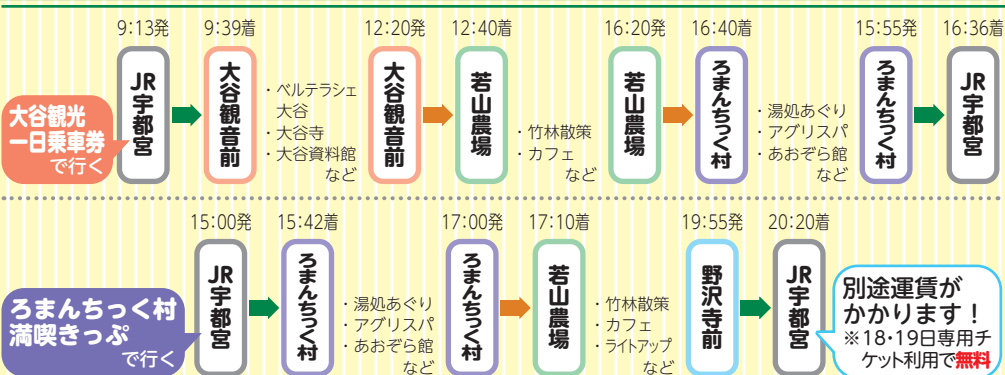 9:13発 9:39着 12:20発 12:40着 16:20発 16:40着 15:55発 16:36着
大谷観光
一日乗車券
で行く
JR宇都宮
大谷観音前
・ベルテラシェ
大谷
・大谷寺
・大谷資料館
など
大谷観音前
若山農場
・竹林散策
・カフェ
など
若山農場
ろまんちっく村
・湯処あぐり
・アグリスパ
・あおぞら館
など
ろまんちっく村
JR宇都宮
15:00発 15:42着 17:00発 17:10着 19:55発 20:20着
ろまんちっく村
満喫きっぷ
で行く
JR宇都宮
ろまんちっく村
・湯処あぐり
・アグリスパ
・あおぞら館
など
ろまんちっく村
若山農場
・竹林散策
・カフェ
・ライトアップ
など
野沢寺前
JR宇都宮
別途運賃が
かかります！
※18・19日専用チ
ケット利用で無料